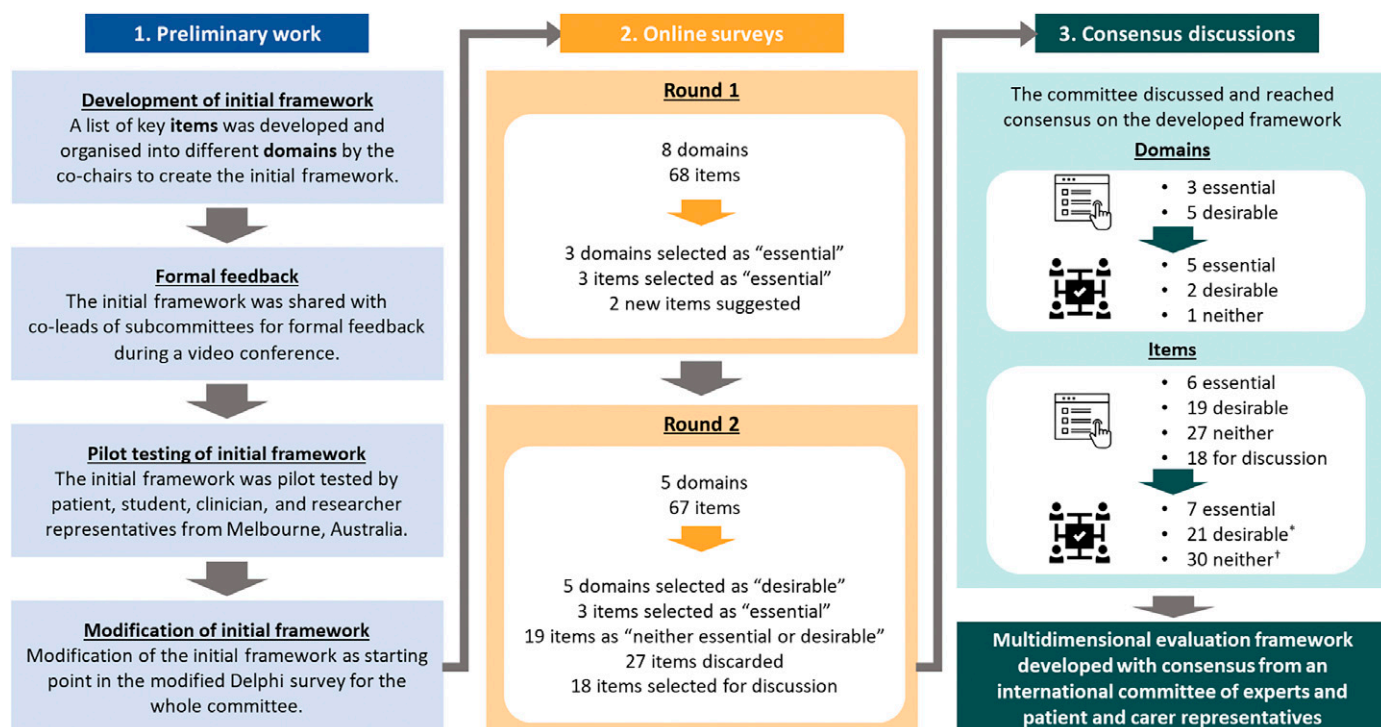 1. Preliminary work
Development of initial framework
A list of key items was developed and
organised into different domains by the
co-chairs to create the initial framework.
Formal feedback
The initial framework was shared with
co-leads of subcommittees for formal feedback
during a video conference.
Pilot testing of initial framework
The initial framework was pilot tested by
patient, student, clinician, and researcher
representatives from Melbourne, Australia.
Modification of initial framework
Modification of the initial framework as starting
point in the modified Delphi survey for the
whole committee.
2. Online surveys
Round 1
8 domains
68 items
3 domains selected as “essential”
3 items selected as “essential”
2 new items suggested
Round 2
5 domains
67 items
5 domains selected as “desirable”
3 items selected as “essential”
19 items as “neither essential or desirable”
27 items discarded
18 items selected for discussion
3. Consensus discussions
The committee discussed and reached
consensus on the developed framework
Domains
• 3 essential
• 5 desirable
• 5 essential
• 2 desirable
• 1 neither
Items
• 6 essential
• 19 desirable
• 27 neither
• 18 for discussion
• 7 essential
• 21 desirable*
• 30 neither†
Multidimensional evaluation framework
developed with consensus from an
international committee of experts and
patient and carer representatives